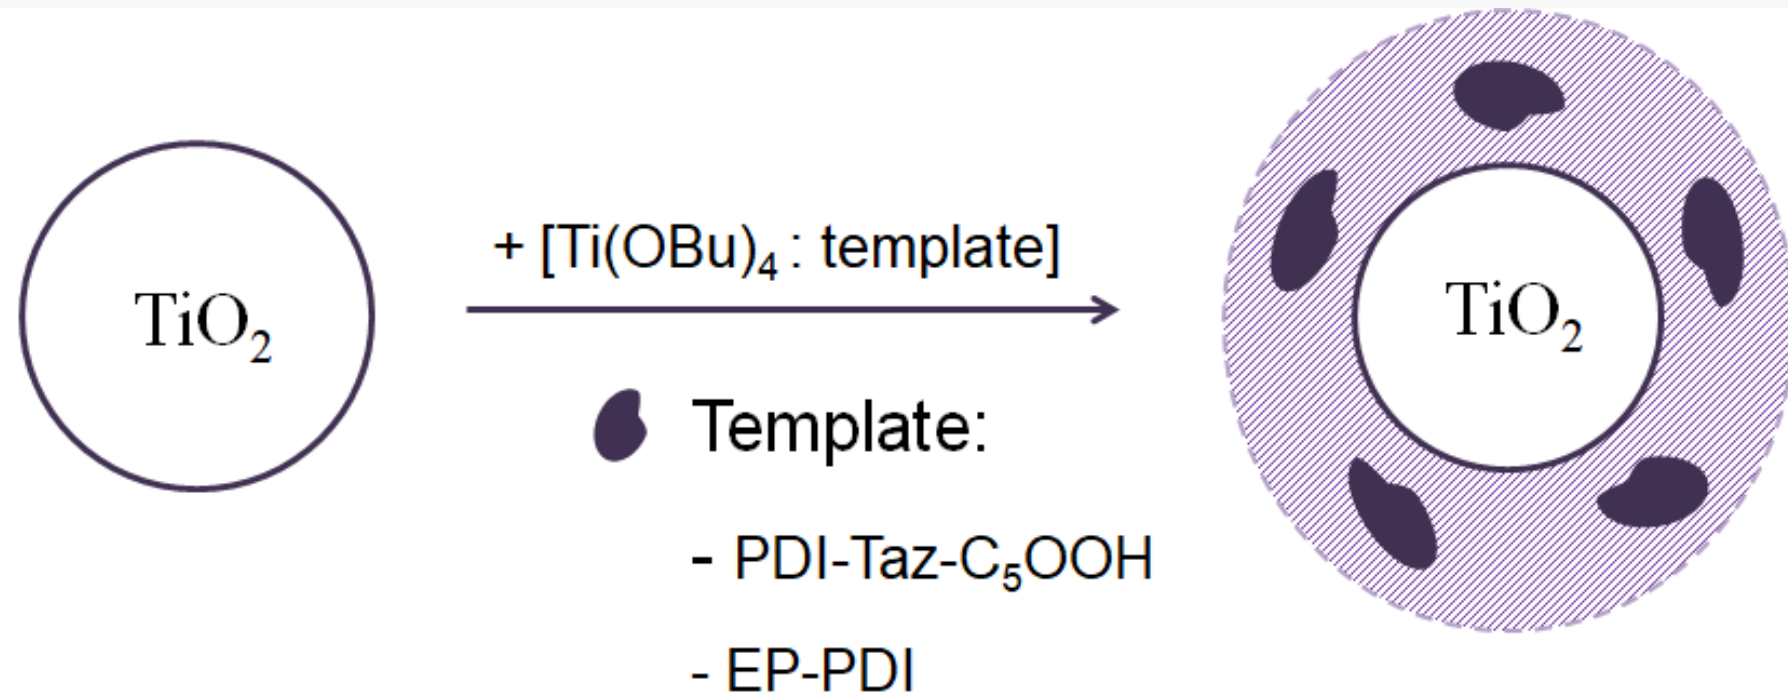 + [Ti(OBu)₄ : template]
TiO₂
TiO₂
Template:
- PDI-Taz-C₅OOH
- EP-PDI